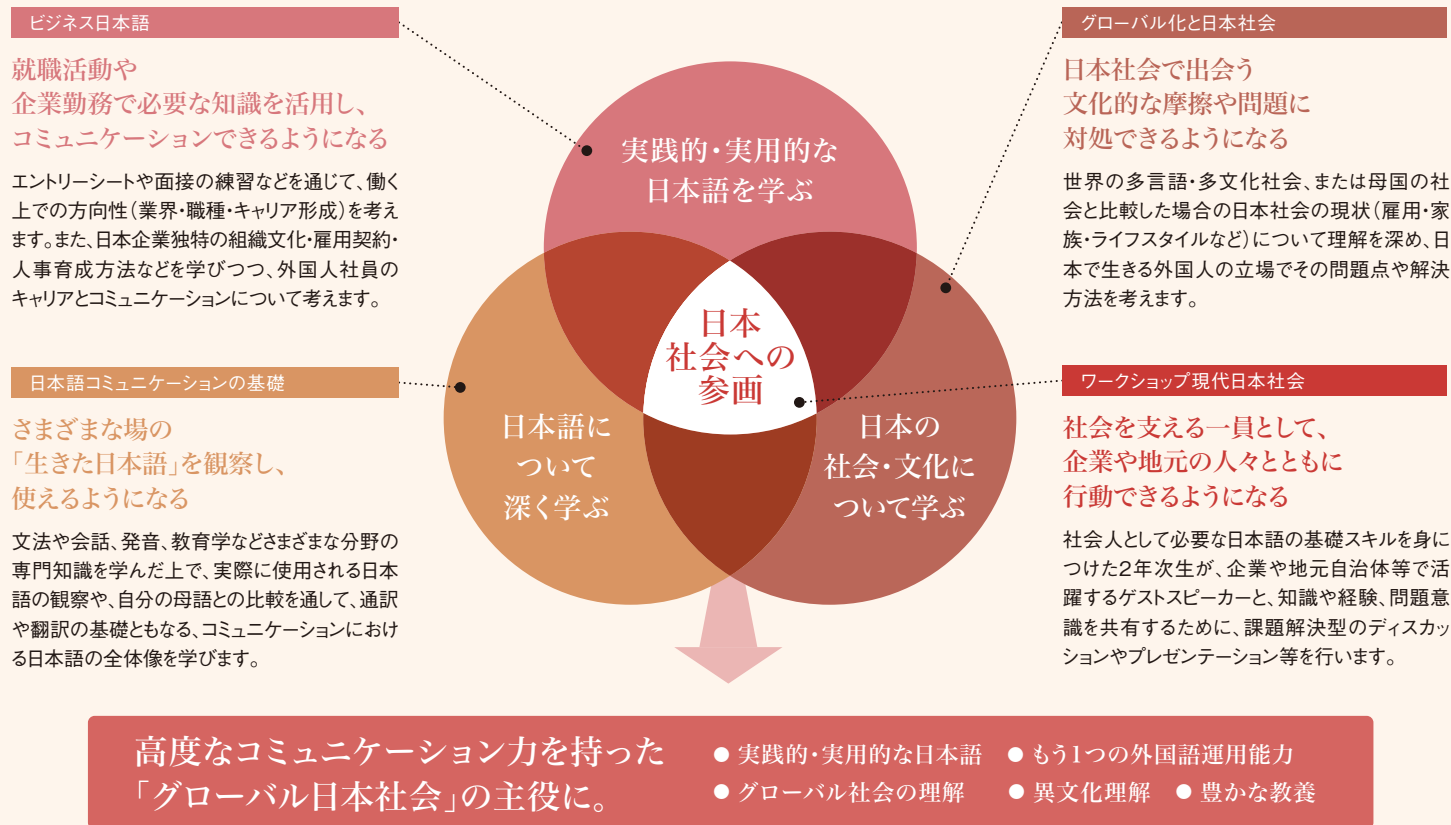 ビジネス日本語
就職活動や
企業勤務で必要な知識を活用し、
コミュニケーションできるようになる
エントリーシートや面接の練習などを通じて、働く
上での方向性(業界・職種・キャリア形成)を考え
ます。また、日本企業独特の組織文化・雇用契約・
人事育成方法などを学びつつ、外国人社員の
キャリアとコミュニケーションについて考えます。
日本語コミュニケーションの基礎
さまざまな場の
「生きた日本語」を観察し、
使えるようになる
文法や会話、発音、教育学などさまざまな分野の
専門知識を学んだ上で、実際に使用される日本
語の観察や、自分の母語との比較を通して、通訳
や翻訳の基礎ともなる、コミュニケーションにおけ
る日本語の全体像を学びます。
実践的・実用的な
日本語を学ぶ
日本
社会への
参画
日本語に
ついて
深く学ぶ
日本の
社会・文化に
ついて学ぶ
グローバル化と日本社会
日本社会で出会う
文化的な摩擦や問題に
対処できるようになる
世界の多言語・多文化社会、または母国の社
会と比較した場合の日本社会の現状(雇用・家
族・ライフスタイルなど)について理解を深め、日
本で生きる外国人の立場でその問題点や解決
方法を考えます。
ワークショップ現代日本社会
社会を支える一員として、
企業や地元の人々とともに
行動できるようになる
社会人として必要な日本語の基礎スキルを身に
つけた2年次生が、企業や地元自治体等で活
躍するゲストスピーカーと、知識や経験、問題意
識を共有するために、課題解決型のディスカッ
ションやプレゼンテーション等を行います。
高度なコミュニケーション力を持った
「グローバル日本社会」の主役に。
● 実践的・実用的な日本語 ● もう1つの外国語運用能力
● グローバル社会の理解 ● 異文化理解 ● 豊かな教養